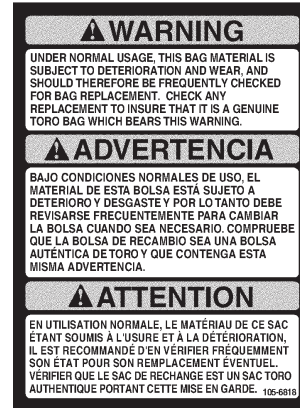 WARNING
UNDER NORMAL USAGE, THIS BAG MATERIAL IS
SUBJECT TO DETERIORATION AND WEAR, AND
SHOULD THEREFORE BE FREQUENTLY CHECKED
FOR BAG REPLACEMENT. CHECK ANY
REPLACEMENT TO INSURE THAT IT IS A GENUINE
TORO BAG WHICH BEARS THIS WARNING.
ADVERTENCIA
BAJO CONDICIONES NORMALES DE USO, EL
MATERIAL DE ESTA BOLSA ESTÁ SUJETO A
DETERIORO Y DESGASTE Y POR LO TANTO DEBE
REVISARSE FRECUENTEMENTE PARA CAMBIAR
LA BOLSA CUANDO SEA NECESARIO. COMPRUEBE
QUE LA BOLSA DE RECAMBIO SEA UNA BOLSA
AUTÉNTICA DE TORO Y QUE CONTENGA ESTA
MISMA ADVERTENCIA.
ATTENTION
EN UTILISATION NORMALE, LE MATÉRIAU DE CE SAC
ÉTANT SOUMIS À L'USURE ET À LA DÉTÉRIORATION,
IL EST RECOMMANDÉ D'EN VÉRIFIER FRÉQUEMMENT
SON ÉTAT POUR SON REMPLACEMENT ÉVENTUEL.
VÉRIFIER QUE LE SAC DE RECHANGE EST UN SAC TORO
AUTHENTIQUE PORTANT CETTE MISE EN GARDE. 105-6818